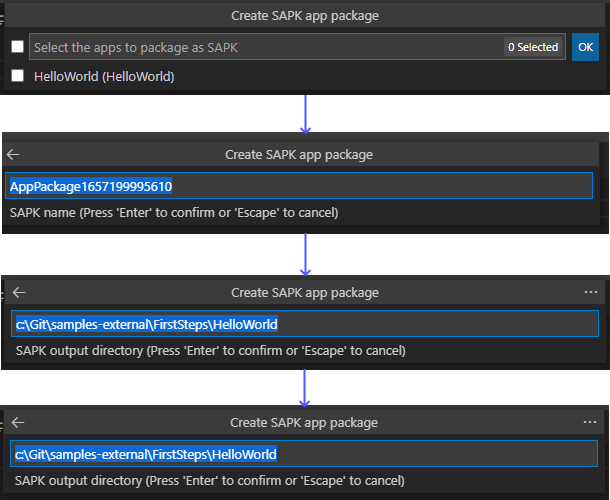 Create SAPK app package
Select the apps to package as SAPK 0 Selected OK
HelloWorld (HelloWorld)
Create SAPK app package
AppPackage1657199995610
SAPK name (Press 'Enter' to confirm or 'Escape' to cancel)
Create SAPK app package
c:\Git\samples-external\FirstSteps\HelloWorld
SAPK output directory (Press 'Enter' to confirm or 'Escape' to cancel)
Create SAPK app package
c:\Git\samples-external\FirstSteps\HelloWorld
SAPK output directory (Press 'Enter' to confirm or 'Escape' to cancel)